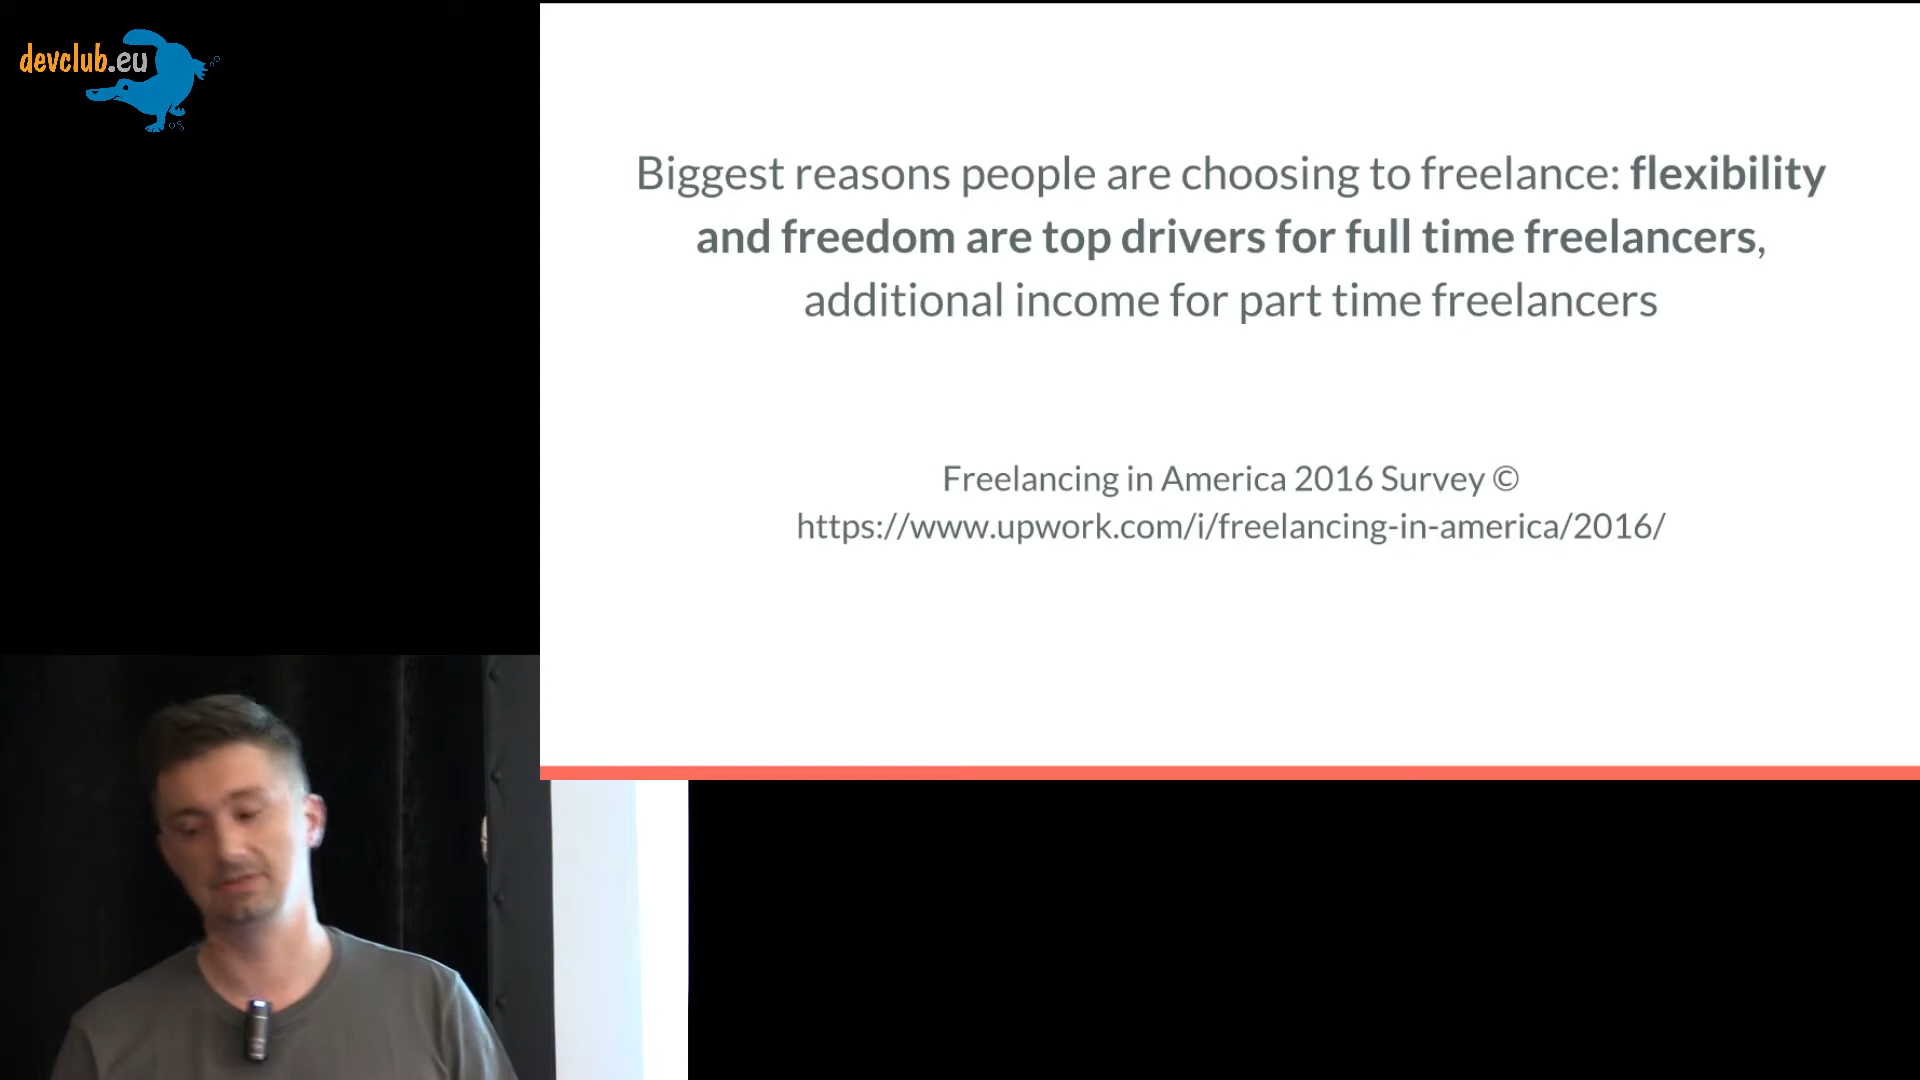 devclub.eu
Biggest reasons people are choosing to freelance: flexibility
and freedom are top drivers for full time freelancers,
additional income for part time freelancers
Freelancing in America 2016 Survey ©
https://www.upwork.com/i/freelancing-in-america/2016/